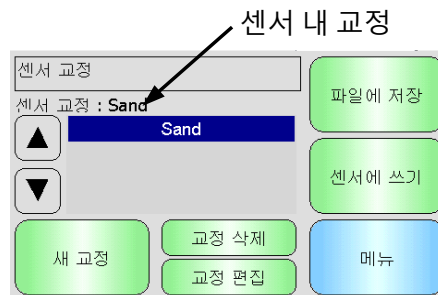 센서 내 교정
센서 교정
파일에 저장
센서 교정 : Sand
Sand
센서에 쓰기
새 교정
교정 삭제
메뉴
교정 편집